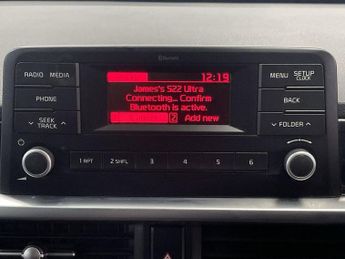 Bluetooth
RADIO MEDIA
12:19
MENU SETUP
CLOCK
James's S22 Ultra
Connecting... Confirm
Bluetooth is active.
2 Add new
PHONE
BACK
SEEK
TRACK
FOLDER
1 RPT 2 SHFL 3 4 5 6